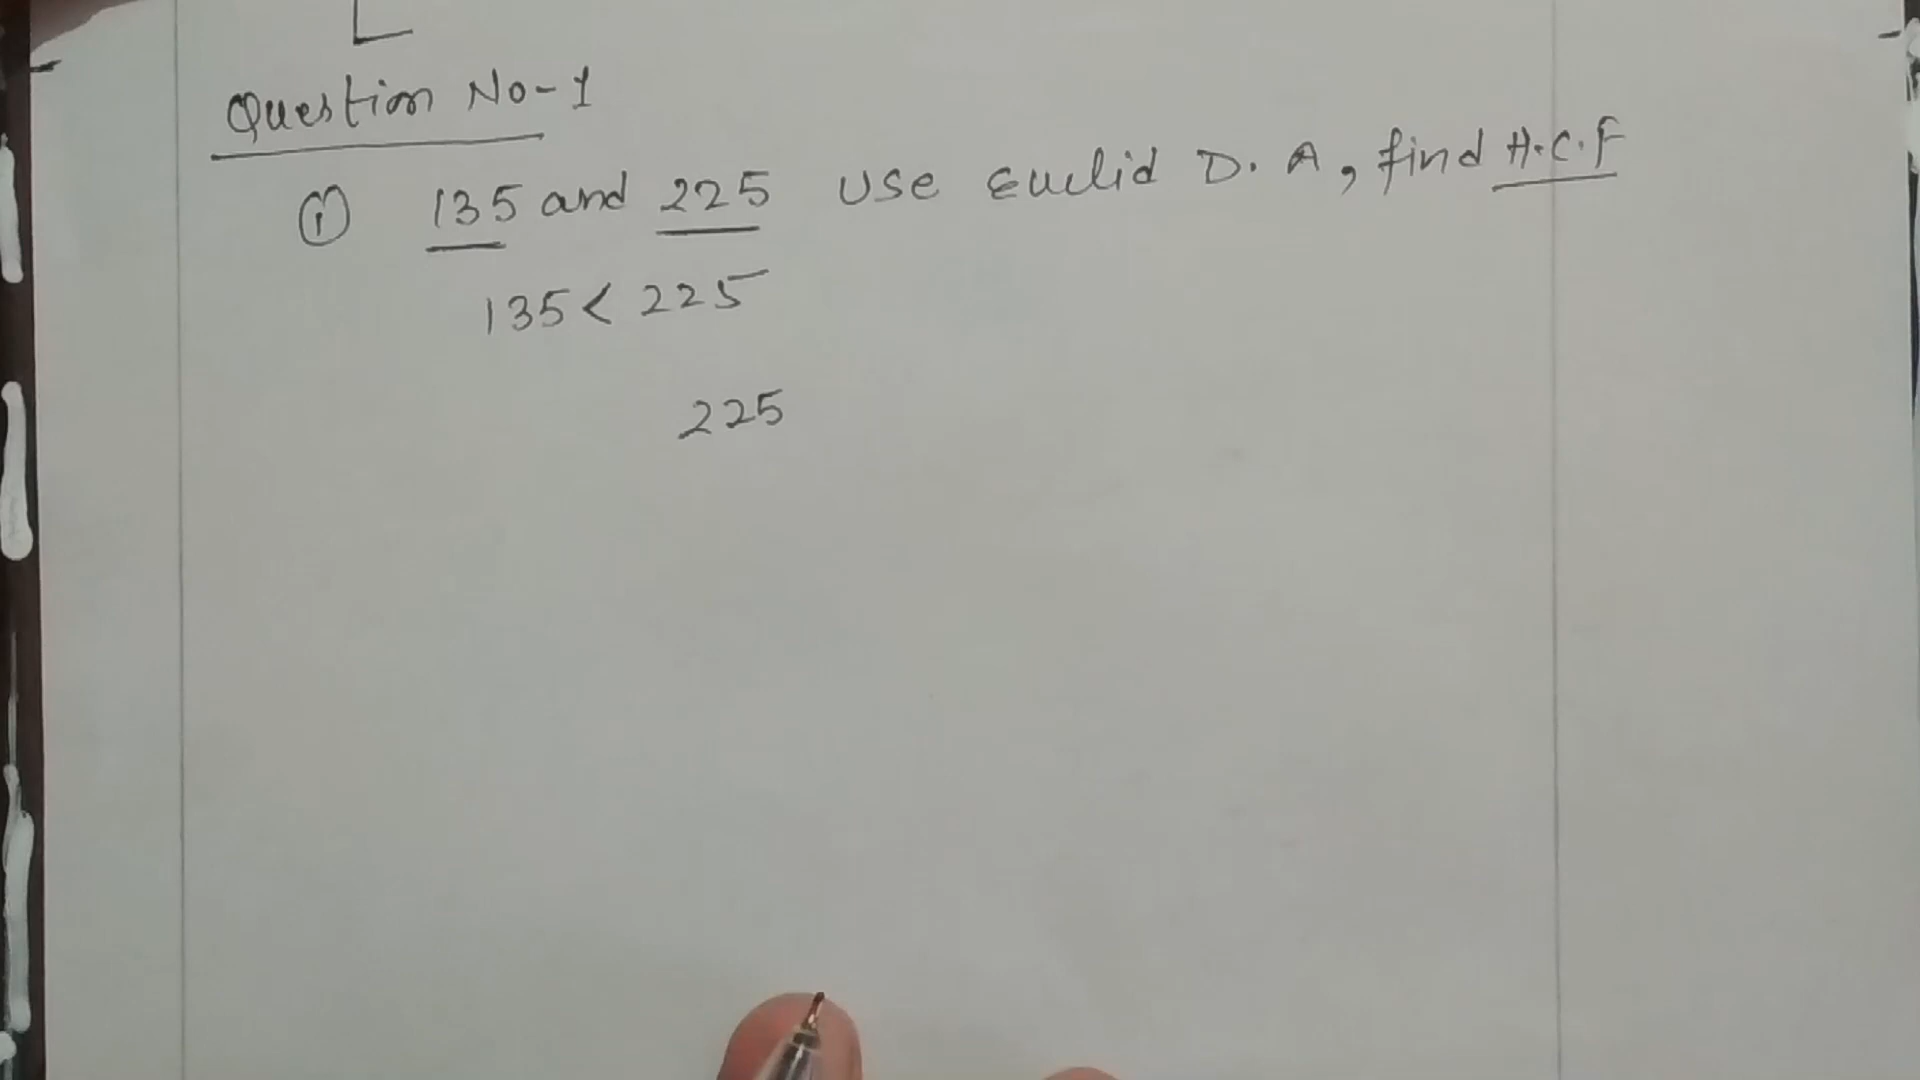 Question No-1
① 135 and 225 use Euclid D. A, find H.C.F
135 < 225
225